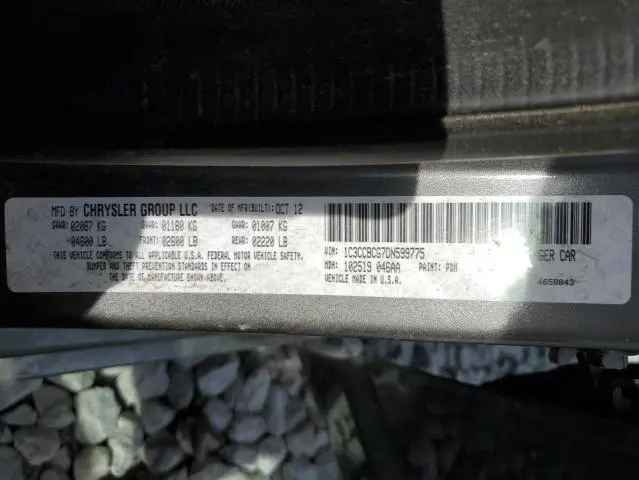 MFD BY CHRYSLER GROUP LLC DATE OF MFR(BUILT): OCT 12
GVWR: 02087 KG GAWR: 01180 KG GAWR: 01007 KG
04600 LB FRONT: 02600 LB REAR: 02220 LB
THIS VEHICLE CONFORMS TO ALL APPLICABLE U.S.A.
FEDERAL MOTOR VEHICLE SAFETY,
BUMPER AND THEFT PREVENTION STANDARDS IN EFFECT ON
THE DATE OF MANUFACTURE SHOWN ABOVE.
VIN: 1C3CCBCG7DN599775 GER CAR
MDH: 102519 04GAA PAINT: PDM
VEHICLE MADE IN U.S.A. 4658843